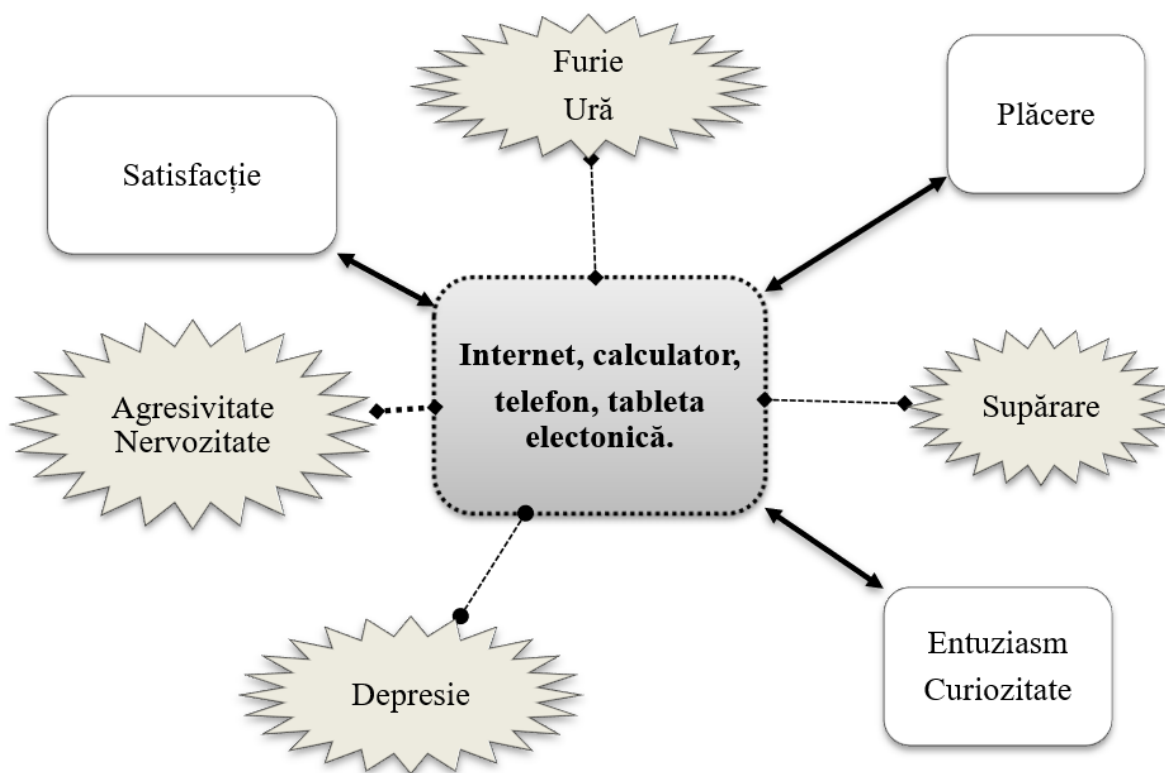 Furie
Ură
Plăcere
Satisfacție
Internet, calculator,
telefon, tableta
electonică.
Agresivitate
Nervozitate
Supărare
Entuziasm
Curiozitate
Depresie